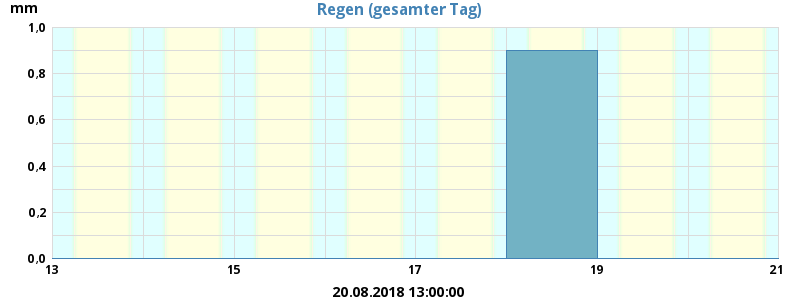 Regen (gesamter Tag)
mm
1,0
0,8
0,6
0,4
0,2
0,0
13 15 17 19 21
20.08.2018 13:00:00